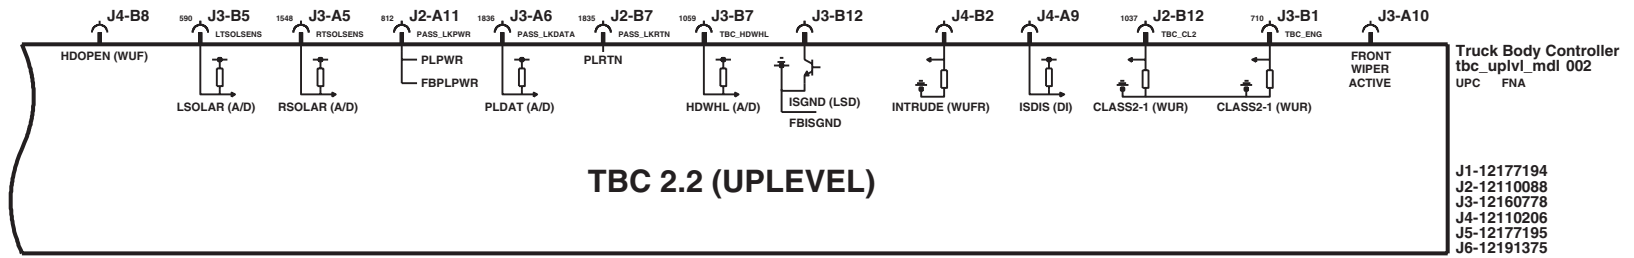 J4-B8
590 J3-B5
1548 J3-A5
812 J2-A11
1836 J3-A6
1835 J2-B7
1059 J3-B7
J3-B12
J4-B2
J4-A9
1037 J2-B12
710 J3-B1
J3-A10
LTSOLSENS
RTSOLSENS
PASS_LKPWR
PASS_LKDATA
PASS_LKRTN
TBC_HDWHL
TBC_CL2
TBC_ENG
HDOPEN (WUF)
LSOLAR (A/D)
RSOLAR (A/D)
PLPWR
FBPLPWR
PLDAT (A/D)
PLRTN
HDWHL (A/D)
ISGND (LSD)
FBISGND
INTRUDE (WUFR)
ISDIS (DI)
CLASS2-1 (WUR)
CLASS2-1 (WUR)
FRONT
WIPER
ACTIVE
Truck Body Controller
tbc_uplvl_mdl 002
UPC FNA
TBC 2.2 (UPLEVEL)
J1-12177194
J2-12110088
J3-12160778
J4-12110206
J5-12177195
J6-12191375